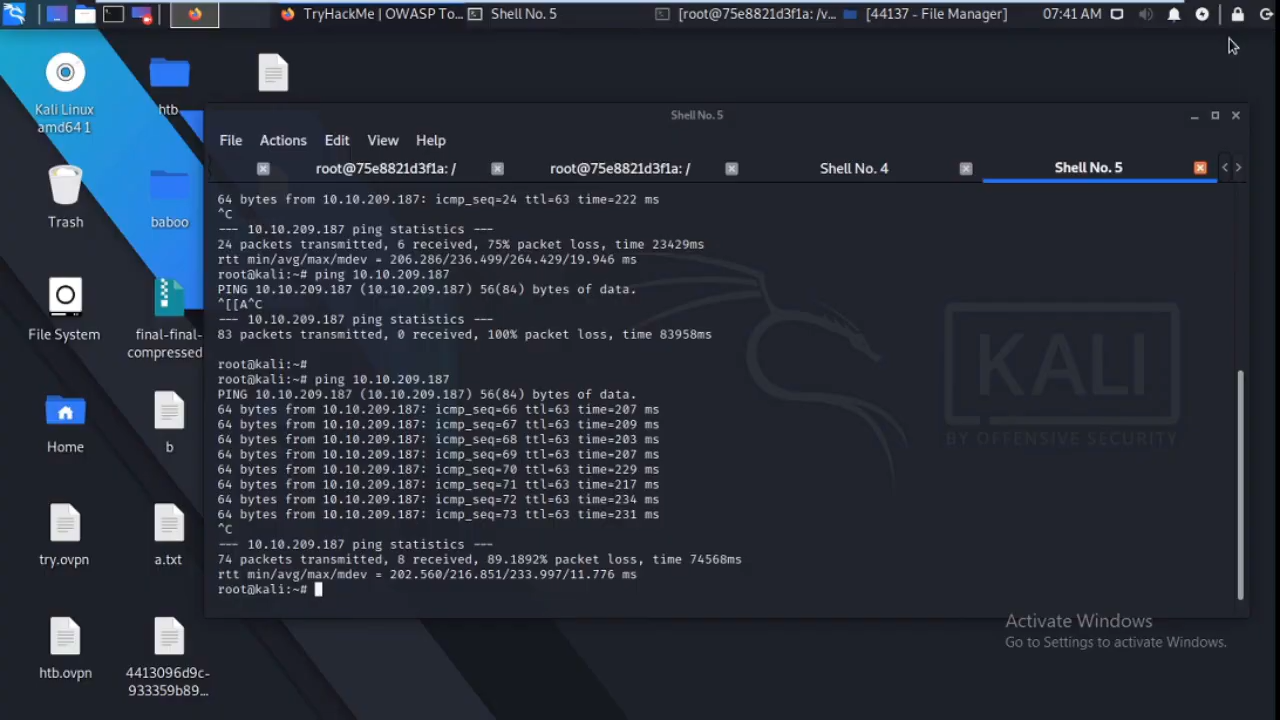 TryHackMe | OWASP To...
Shell No. 5
[root@75e8821d3f1a: /v...
[44137 - File Manager]
07:41 AM
Kali Linux
amd64 1
htb
Trash
baboo
File System
final-final-
compressed
Home
b
try.ovpn
a.txt
htb.ovpn
4413096d9c-
933359b89...
Shell No. 5
File Actions Edit View Help
root@75e8821d3f1a: /
root@75e8821d3f1a: /
Shell No. 4
Shell No. 5
64 bytes from 10.10.209.187: icmp_seq=24 ttl=63 time=222 ms
^C
--- 10.10.209.187 ping statistics ---
24 packets transmitted, 6 received, 75% packet loss, time 23429ms
rtt min/avg/max/mdev = 206.286/236.499/264.429/19.946 ms
root@kali:~# ping 10.10.209.187
PING 10.10.209.187 (10.10.209.187) 56(84) bytes of data.
^[[A^C
--- 10.10.209.187 ping statistics ---
83 packets transmitted, 0 received, 100% packet loss, time 83958ms
root@kali:~#
root@kali:~# ping 10.10.209.187
PING 10.10.209.187 (10.10.209.187) 56(84) bytes of data.
64 bytes from 10.10.209.187: icmp_seq=66 ttl=63 time=207 ms
64 bytes from 10.10.209.187: icmp_seq=67 ttl=63 time=209 ms
64 bytes from 10.10.209.187: icmp_seq=68 ttl=63 time=203 ms
64 bytes from 10.10.209.187: icmp_seq=69 ttl=63 time=207 ms
64 bytes from 10.10.209.187: icmp_seq=70 ttl=63 time=229 ms
64 bytes from 10.10.209.187: icmp_seq=71 ttl=63 time=217 ms
64 bytes from 10.10.209.187: icmp_seq=72 ttl=63 time=234 ms
64 bytes from 10.10.209.187: icmp_seq=73 ttl=63 time=231 ms
^C
--- 10.10.209.187 ping statistics ---
74 packets transmitted, 8 received, 89.1892% packet loss, time 74568ms
rtt min/avg/max/mdev = 202.560/216.851/233.997/11.776 ms
root@kali:~#
KALI
BY OFFENSIVE SECURITY
Activate Windows
Go to Settings to activate Windows.